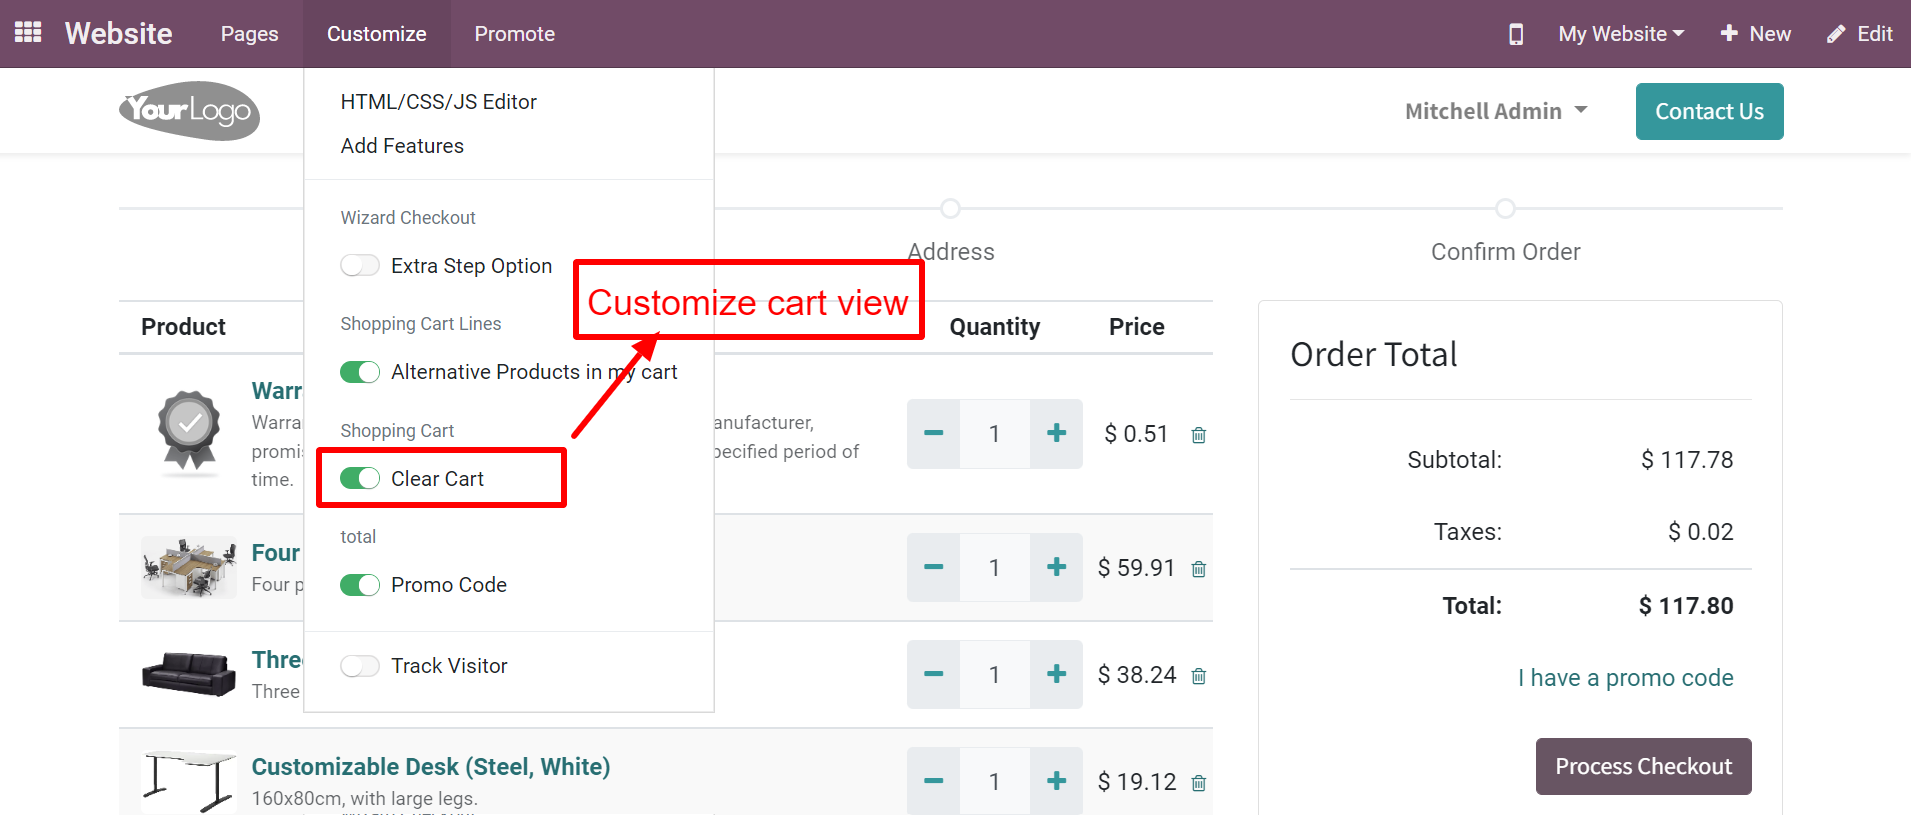 Website Pages Customize Promote My Website New Edit
YourLogo
HTML/CSS/JS Editor
Add Features
Mitchell Admin
Contact Us
Wizard Checkout
Extra Step Option
Shopping Cart Lines
Alternative Products in my cart
Shopping Cart
Clear Cart
total
Promo Code
Track Visitor
Customize cart view
Address
Confirm Order
Product Quantity Price
Warr
Warra anufacturer,
promi pecified period of
time.
1 $ 0.51
Four
Four p
1 $ 59.91
Three
Three
1 $ 38.24
Customizable Desk (Steel, White)
160x80cm, with large legs.
1 $ 19.12
Order Total
Subtotal: $ 117.78
Taxes: $ 0.02
Total: $ 117.80
I have a promo code
Process Checkout